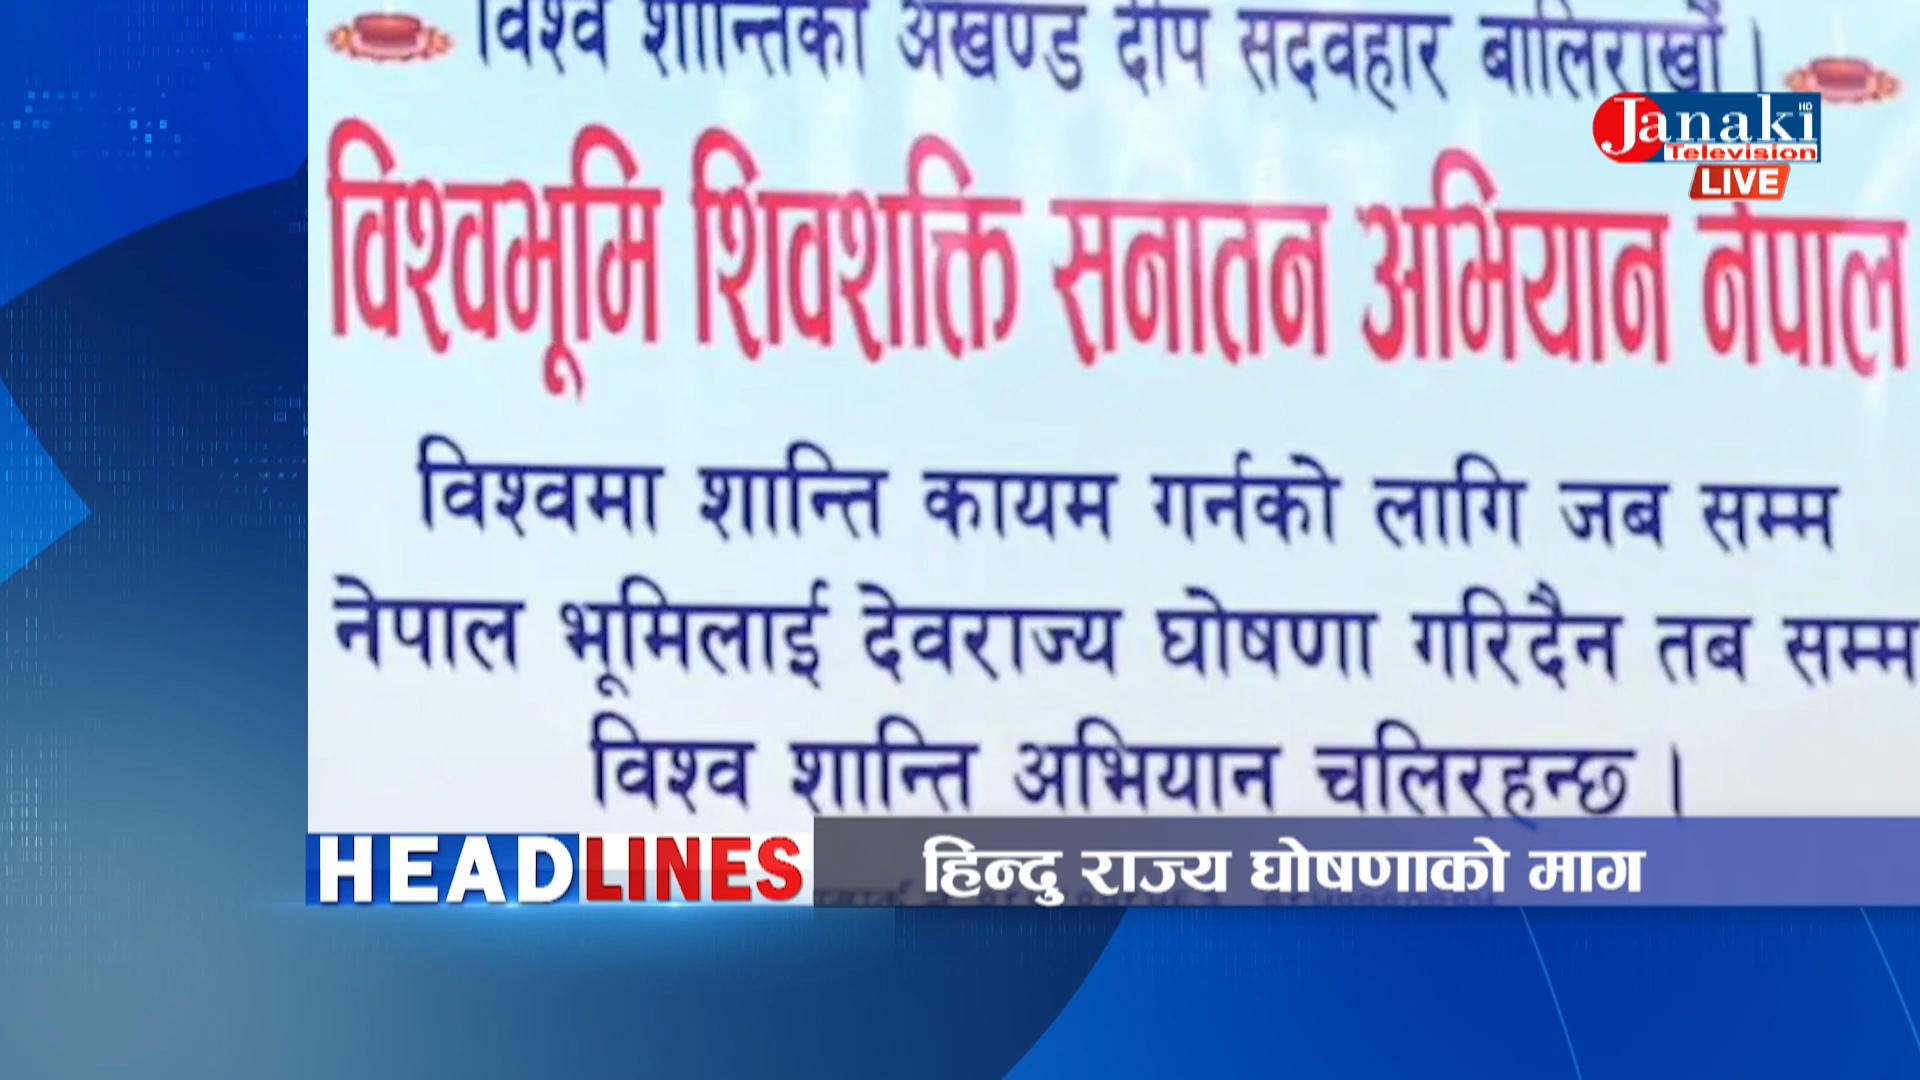 विश्व शान्तिको अखण्ड दीप सदवहार बालिराखौं ।
Janaki HD
Television
LIVE
विश्वभूमि शिवशक्ति सनातन अभियान नेपाल
विश्वमा शान्ति कायम गर्नको लागि जब सम्म
नेपाल भूमिलाई देवराज्य घोषणा गरिदैन तब सम्म
विश्व शान्ति अभियान चलिरहन्छ ।
HEADLINES हिन्दु राज्य घोषणाको माग